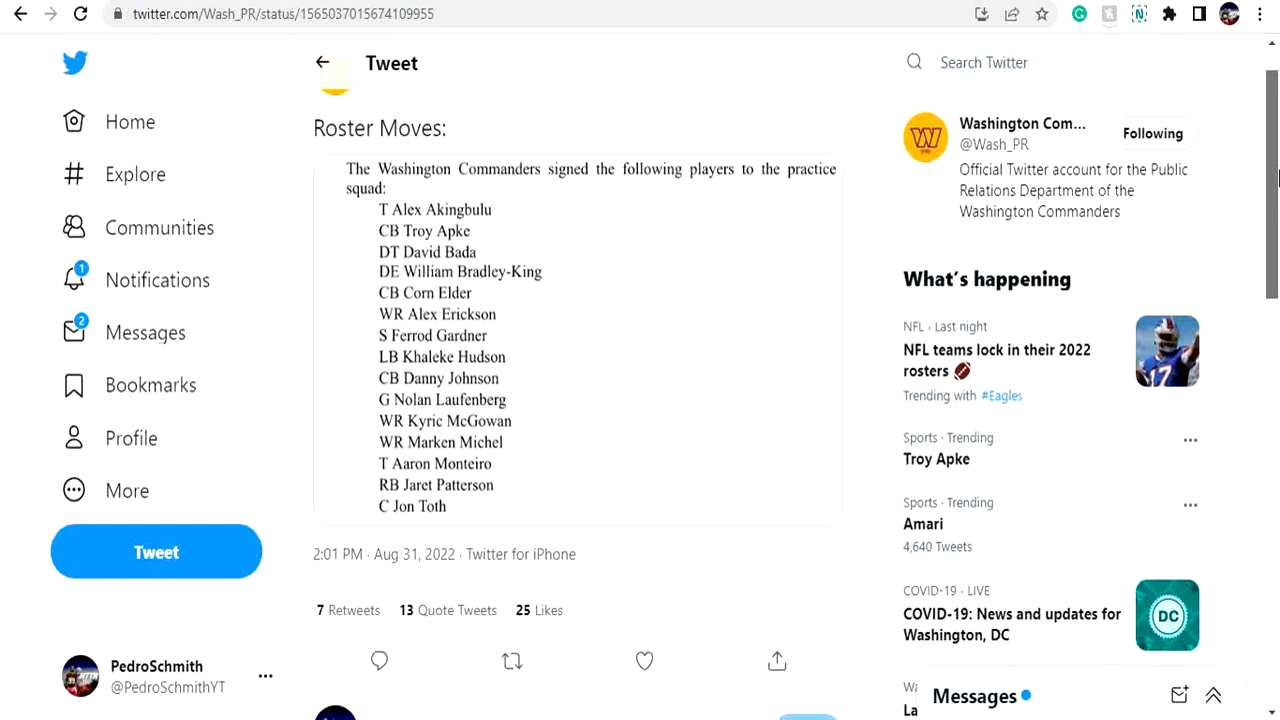 twitter.com/Wash_PR/status/1565037015674109955
Tweet
Roster Moves:
The Washington Commanders signed the following players to the practice
squad:
T Alex Akingbulu
CB Troy Apke
DT David Bada
DE William Bradley-King
CB Corn Elder
WR Alex Erickson
S Ferrod Gardner
LB Khaleke Hudson
CB Danny Johnson
G Nolan Laufenberg
WR Kyric McGowan
WR Marken Michel
T Aaron Monteiro
RB Jaret Patterson
C Jon Toth
2:01 PM · Aug 31, 2022 · Twitter for iPhone
7 Retweets 13 Quote Tweets 25 Likes
Home
Explore
Communities
1
Notifications
2
Messages
Bookmarks
Profile
More
Tweet
PedroSchmith
@PedroSchmithYT
Search Twitter
Washington Com...
@Wash_PR
Following
Official Twitter account for the Public
Relations Department of the
Washington Commanders
What's happening
NFL · Last night
NFL teams lock in their 2022
rosters 🏈
Trending with #Eagles
17
Sports · Trending
Troy Apke
Sports · Trending
Amari
4,640 Tweets
COVID-19 · LIVE
COVID-19: News and updates for
Washington, DC
DC
Messages